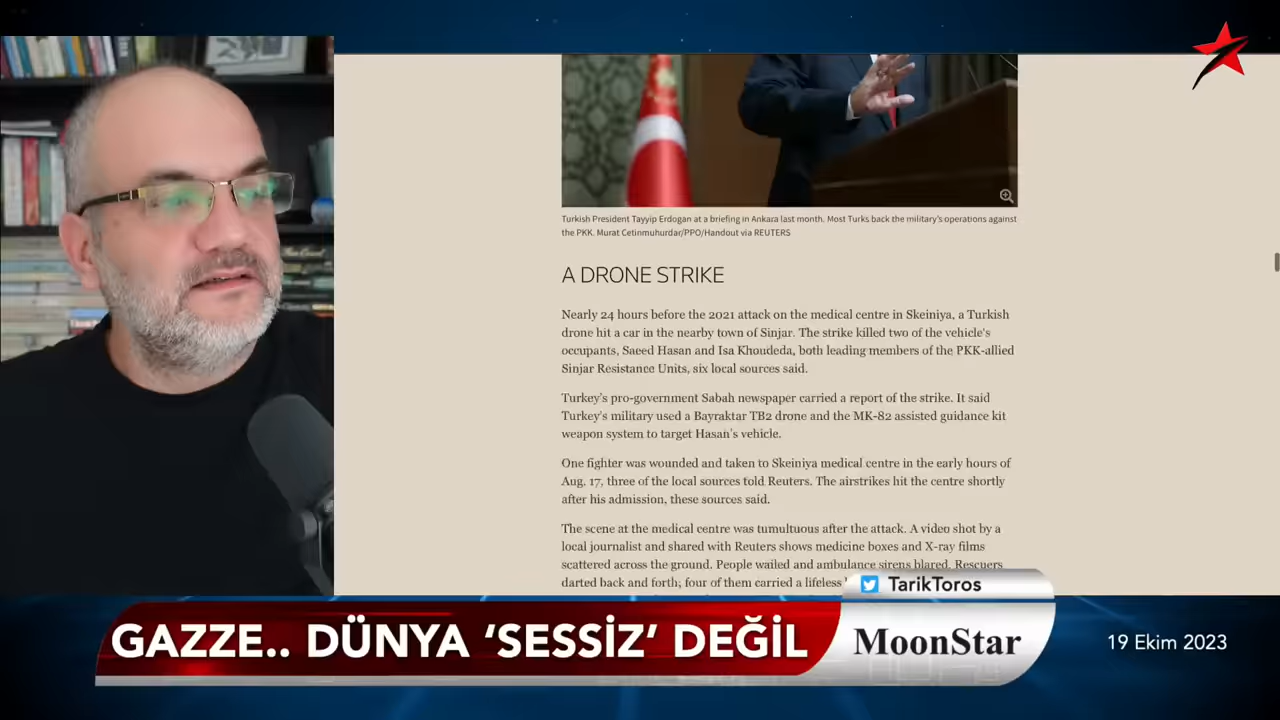 Turkish President Tayyip Erdogan at a briefing in Ankara last month. Most Turks back the military's operations against
the PKK. Murat Cetinmuhurdar/PPO/Handout via REUTERS
A DRONE STRIKE
Nearly 24 hours before the 2021 attack on the medical centre in Skeiniya, a Turkish
drone hit a car in the nearby town of Sinjar. The strike killed two of the vehicle's
occupants, Saeed Hasan and Isa Khoudeda, both leading members of the PKK-allied
Sinjar Resistance Units, six local sources said.
Turkey's pro-government Sabah newspaper carried a report of the strike. It said
Turkey's military used a Bayraktar TB2 drone and the MK-82 assisted guidance kit
weapon system to target Hasan's vehicle.
One fighter was wounded and taken to Skeiniya medical centre in the early hours of
Aug. 17, three of the local sources told Reuters. The airstrikes hit the centre shortly
after his admission, these sources said.
The scene at the medical centre was tumultuous after the attack. A video shot by a
local journalist and shared with Reuters shows medicine boxes and X-ray films
scattered across the ground. People wailed and ambulance sirens blared. Rescuers
darted back and forth; four of them carried a lifeless
TarikToros
GAZZE.. DÜNYA ‘SESSİZ’ DEĞİL
MoonStar
19 Ekim 2023